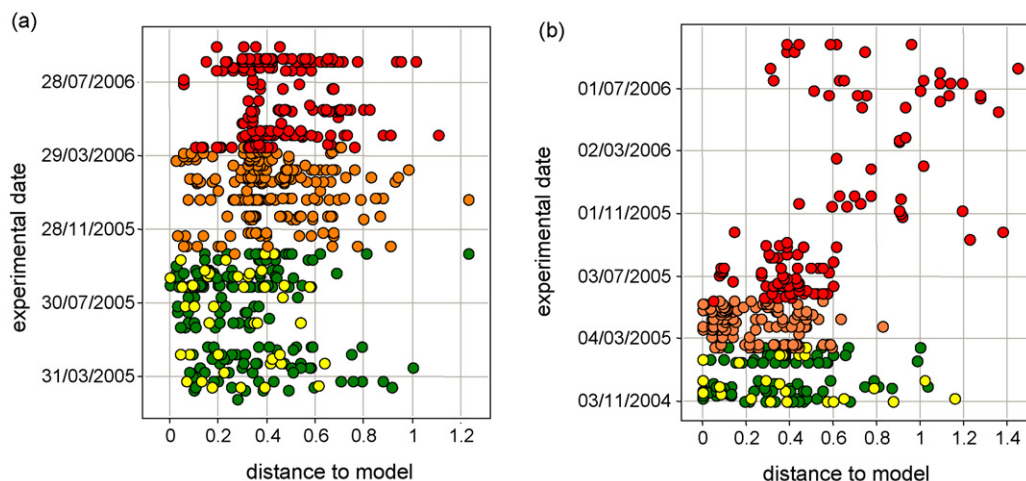 (a)
experimental date
28/07/2006
29/03/2006
28/11/2005
30/07/2005
31/03/2005
0 0.2 0.4 0.6 0.8 1 1.2
distance to model
(b)
experimental date
01/07/2006
02/03/2006
01/11/2005
03/07/2005
04/03/2005
03/11/2004
0 0.2 0.4 0.6 0.8 1 1.2 1.4
distance to model